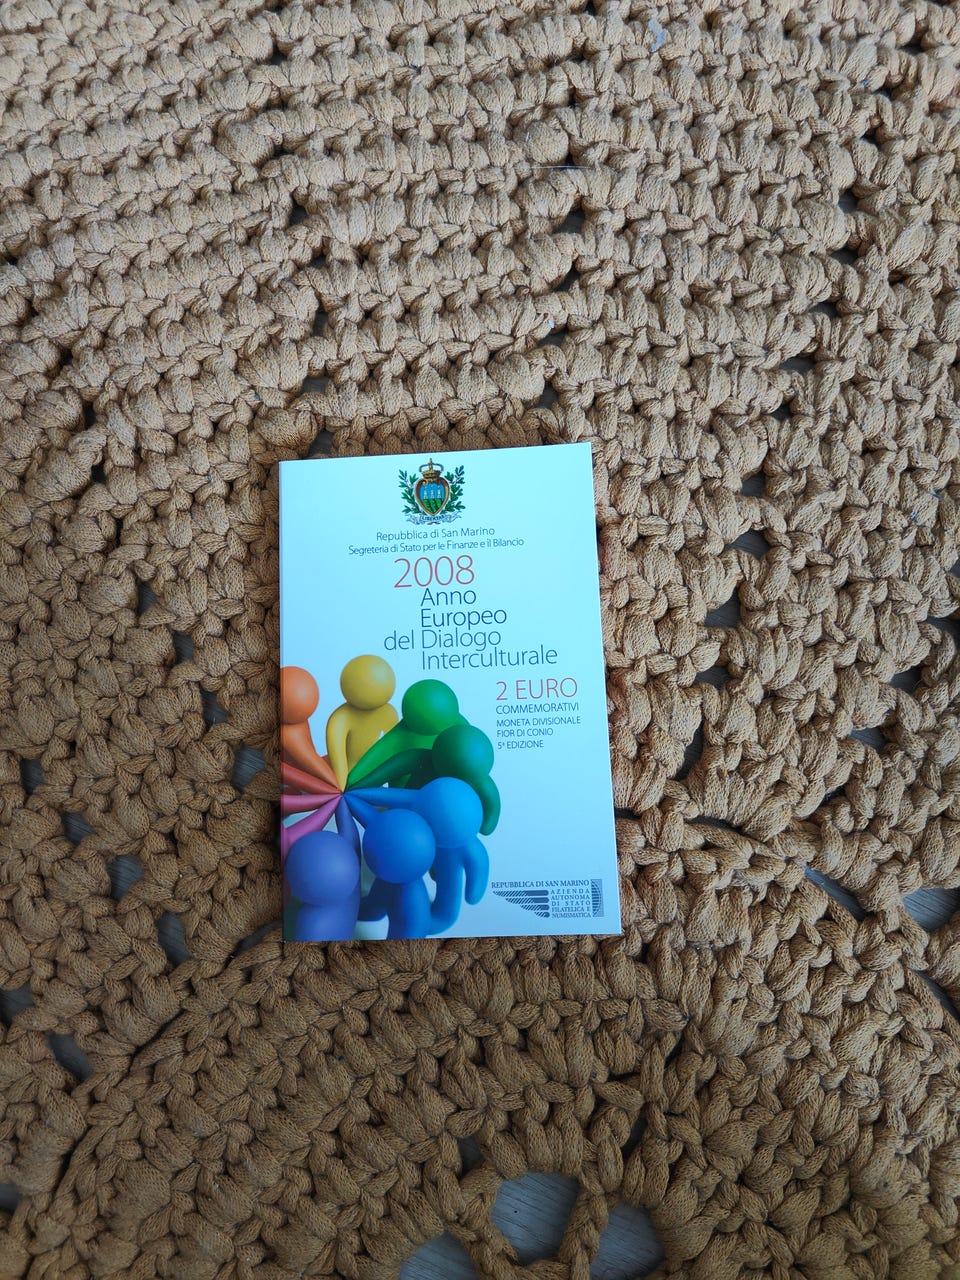 LIBERTAS
Repubblica di San Marino
Segreteria di Stato per le Finanze e il Bilancio
2008
Anno
Europeo
del Dialogo
Interculturale
2 EURO
COMMEMORATIVI
MONETA DIVISIONALE
FIOR DI CONIO
5ª EDIZIONE
REPUBBLICA DI SAN MARINO
AZIENDA
AUTONOMA
DI STATO
FILATELICA E
NUMISMATICA